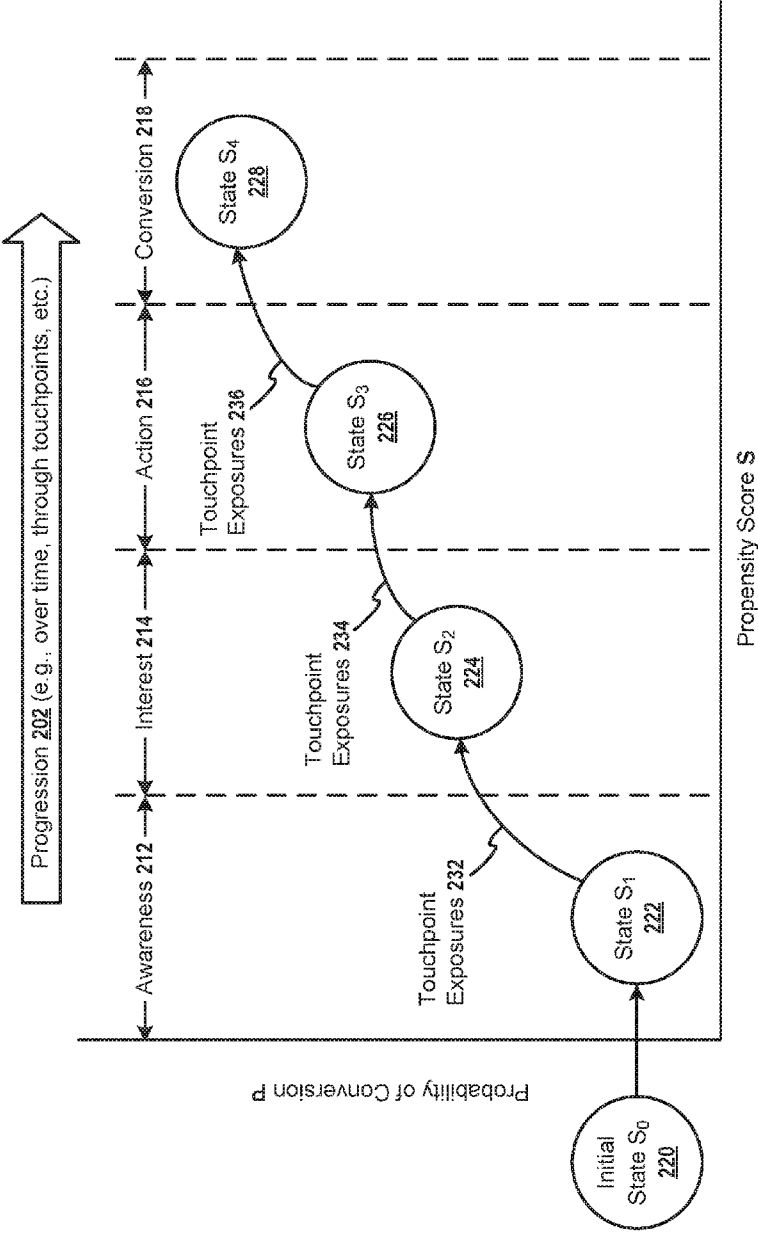 Progression 202 (e.g., over time, through touchpoints, etc.)
Awareness 212
Interest 214
Action 216
Conversion 218
Probability of Conversion P
Initial
State S₀
220
State S₁
222
Touchpoint
Exposures 232
State S₂
224
Touchpoint
Exposures 234
State S₃
226
Touchpoint
Exposures 236
State S₄
228
Propensity Score S